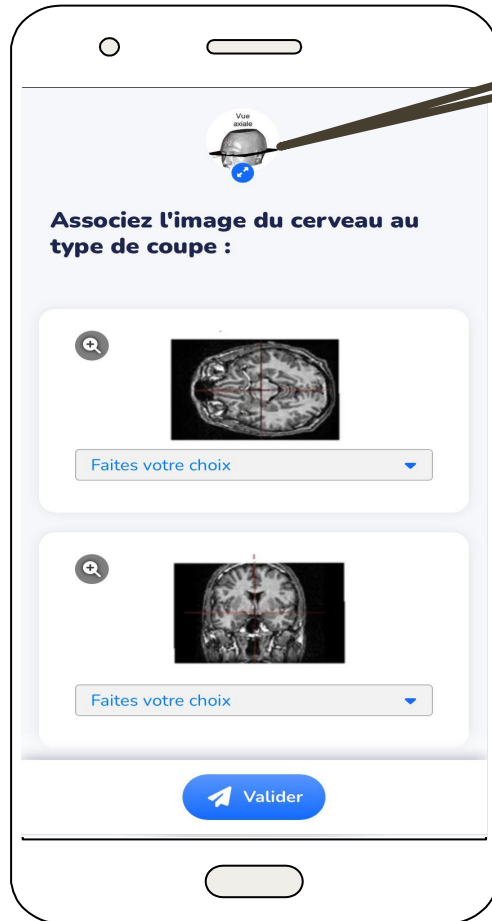 Vue
axiale
Associez l'image du cerveau au
type de coupe :
Faites votre choix
Faites votre choix
Valider